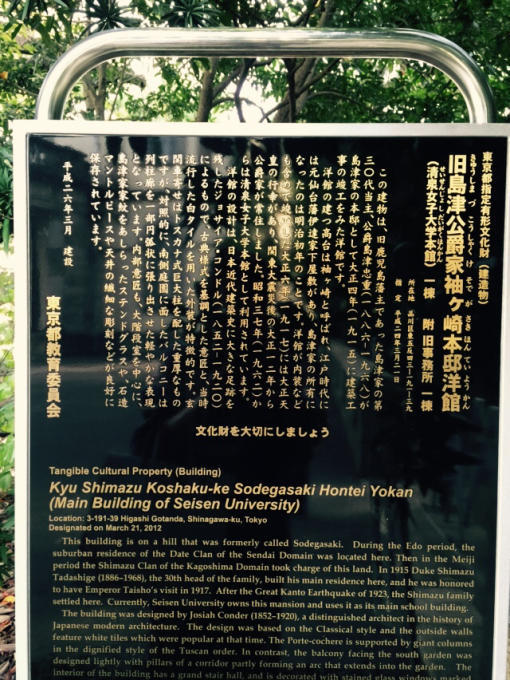 東京都指定有形文化財(建造物)
旧島津公爵家袖ヶ崎本邸洋館
(清泉女子大学本館) 一棟 附 旧事務所 一棟
所在地 品川区東五反田三-一九一-三九
指定 平成二四年三月二一日
この建物は、旧鹿児島藩主であった島津家の第
三〇代当主、公爵島津忠重(一八八六-一九六八)が
島津家の本邸として大正四年(一九一五)に建築工
事の竣工をみた洋館です。
洋館の建つ高台は袖ヶ崎と呼ばれ、江戸時代に
は元仙台藩伊達家下屋敷があり、島津家の所有に
なったのは明治初年のことです。洋館が内装など
も含めて竣工した大正六年(一九一七)には大正天
皇の行幸もあり、関東大震災後の大正一二年から
公爵家が常住しました。昭和三七年(一九六二)か
らは清泉女子大学本館として利用されています。
洋館の設計は、日本近代建築史に大きな足跡を
残したジョサイア・コンドル(一八五二-一九二〇)
によるもので、古典様式を基調とした意匠と、当時
流行した白タイルを用いた外装が特徴的です。玄
関車寄せはトスカナ式巨大柱を配した重厚なもの
ですが、対照的に、南側庭園に面したバルコニーは
列柱廊を一部円弧状に張り出させた軽やかな表現
となっています。内部意匠も、大階段室を中心に、
島津家家紋をあしらったステンドグラスや、石造
マントルピースや天井の繊細な彫刻などが良好に
保存されています。
平成二六年三月 建設
東京都教育委員会
文化財を大切にしましょう
Tangible Cultural Property (Building)
Kyu Shimazu Koshaku-ke Sodegasaki Hontei Yokan
(Main Building of Seisen University)
Location: 3-191-39 Higashi Gotanda, Shinagawa-ku, Tokyo
Designated on March 21, 2012
This building is on a hill that was formerly called Sodegasaki. During the Edo period, the
suburban residence of the Date Clan of the Sendai Domain was located here. Then in the Meiji
period the Shimazu Clan of the Kagoshima Domain took charge of this land. In 1915 Duke Shimazu
Tadashige (1886–1968), the 30th head of the family, built his main residence here, and he was honored
to have Emperor Taisho's visit in 1917. After the Great Kanto Earthquake of 1923, the Shimazu family
settled here. Currently, Seisen University owns this mansion and uses it as its main school building.
The building was designed by Josiah Conder (1852–1920), a distinguished architect in the history of
Japanese modern architecture. The design was based on the Classical style and the outside walls
feature white tiles which were popular at that time. The Porte-cochere is supported by giant columns
in the dignified style of the Tuscan order. In contrast, the balcony facing the south garden was
designed lightly with pillars of a corridor partly forming an arc that extends into the garden. The
interior of the building has a grand stair hall, and is decorated with stained glass windows marked